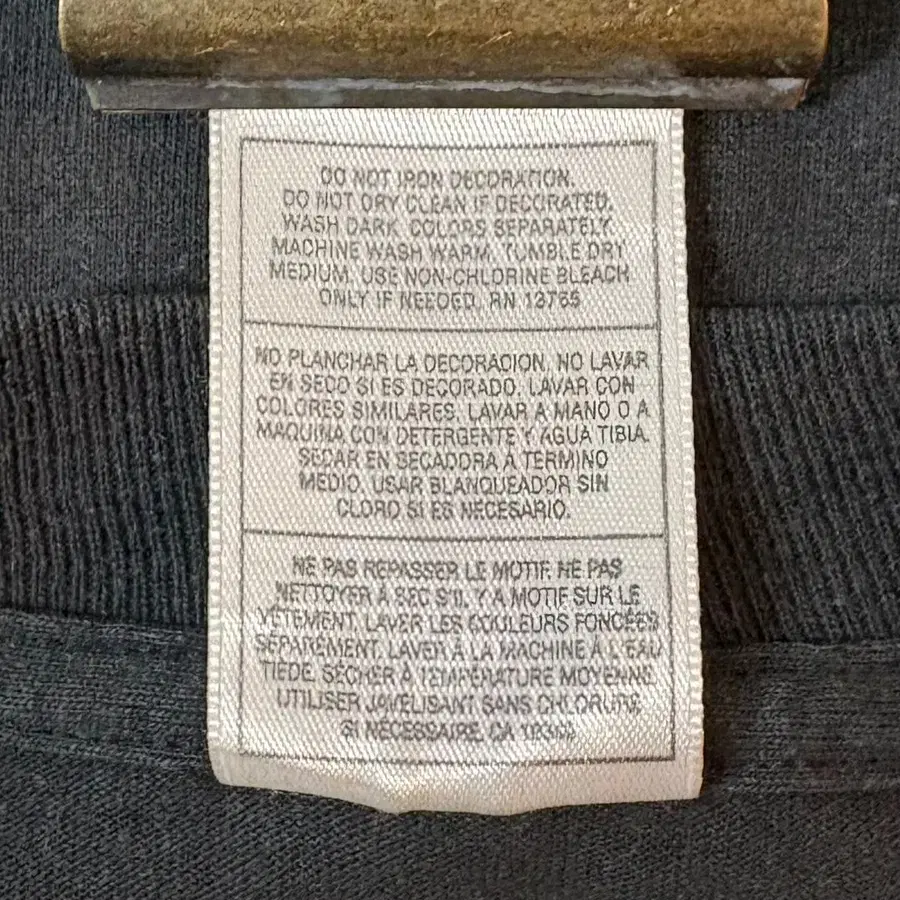 DO NOT IRON DECORATION.
DO NOT DRY CLEAN IF DECORATED.
WASH DARK COLORS SEPARATELY.
MACHINE WASH WARM, TUMBLE DRY
MEDIUM. USE NON-CHLORINE BLEACH
ONLY IF NEEDED, RN 13765
NO PLANCHAR LA DECORACION, NO LAVAR
EN SECO SI ES DECORADO. LAVAR CON
COLORES SIMILARES. LAVAR A MANO O A
MAQUINA CON DETERGENTE Y AGUA TIBIA.
SECAR EN SECADORA A TERMINO
MEDIO. USAR BLANQUEADOR SIN
CLORO SI ES NECESARIO.
NE PAS REPASSER LE MOTIF. NE PAS
NETTOYER À SEC S'IL Y A MOTIF SUR LE
VÊTEMENT. LAVER LES COULEURS FONCÉES
SÉPARÉMENT. LAVER À LA MACHINE À L'EAU
TIÈDE. SÉCHER À TEMPÉRATURE MOYENNE.
UTILISER JAVELISANT SANS CHLORURE
SI NÉCESSAIRE. CA